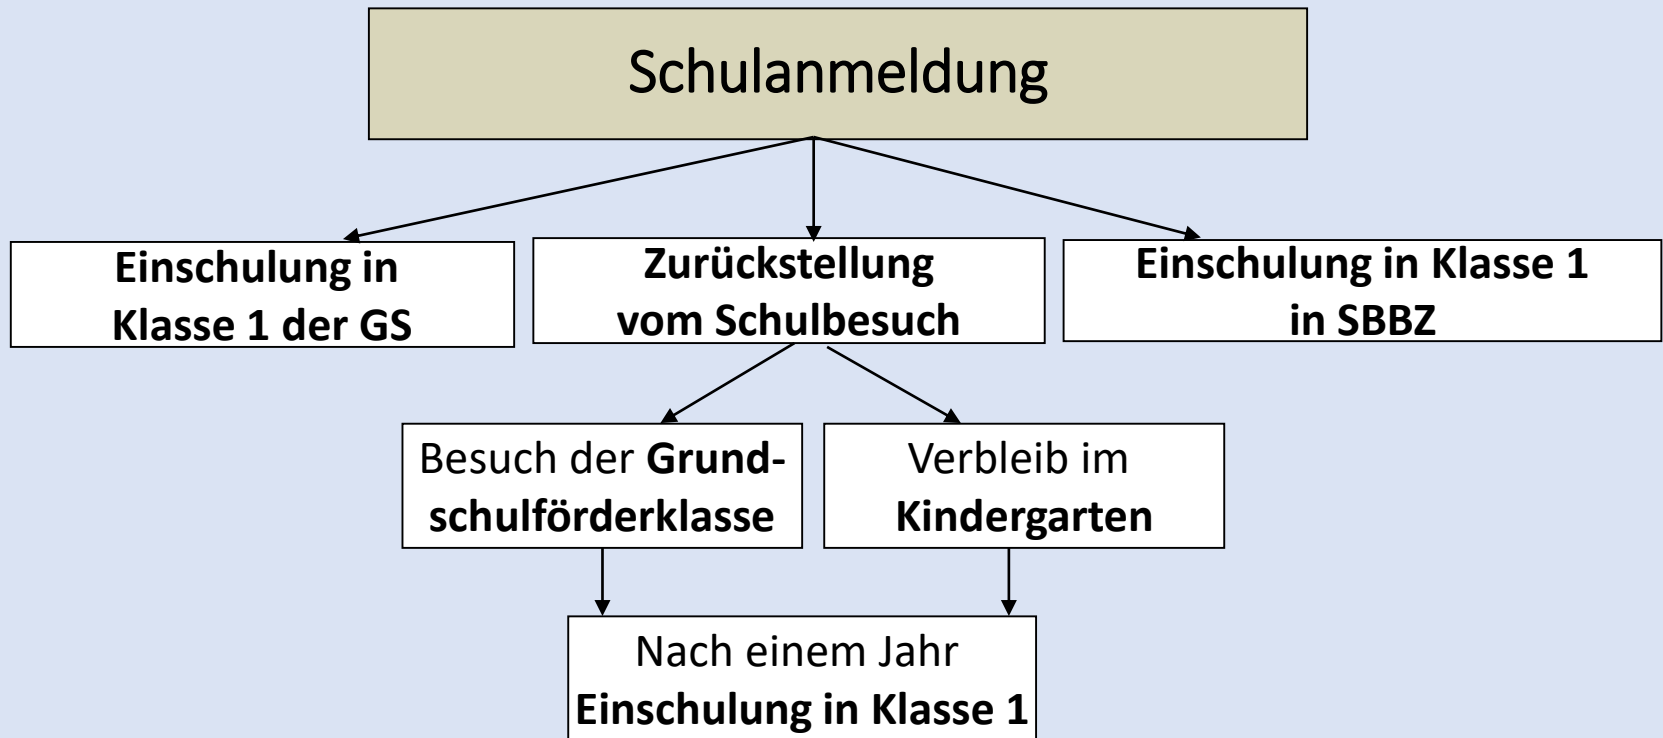 Schulanmeldung
Einschulung in
Klasse 1 der GS
Zurückstellung
vom Schulbesuch
Einschulung in Klasse 1
in SBBZ
Besuch der Grund-
schulförderklasse
Verbleib im
Kindergarten
Nach einem Jahr
Einschulung in Klasse 1